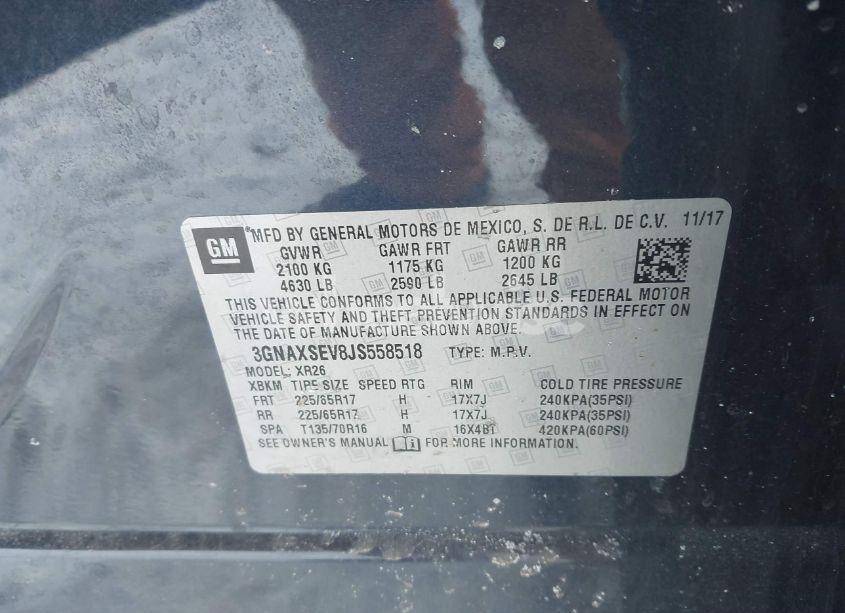 GM *MFD BY GENERAL MOTORS DE MEXICO, S. DE R.L. DE C.V. 11/17
GVWR GAWR FRT GAWR RR
2100 KG 1175 KG 1200 KG
4630 LB 2590 LB 2645 LB
THIS VEHICLE CONFORMS TO ALL APPLICABLE U.S. FEDERAL MOTOR
VEHICLE SAFETY AND THEFT PREVENTION STANDARDS IN EFFECT ON
THE DATE OF MANUFACTURE SHOWN ABOVE.
3GNAXSEV8JS558518 TYPE: M.P.V.
MODEL: XR26
XBKM TIRE SIZE SPEED RTG RIM COLD TIRE PRESSURE
FRT 225/65R17 H 17X7J 240KPA(35PSI)
RR 225/65R17 H 17X7J 240KPA(35PSI)
SPA T135/70R16 M 16X4BT 420KPA(60PSI)
SEE OWNER'S MANUAL FOR MORE INFORMATION.